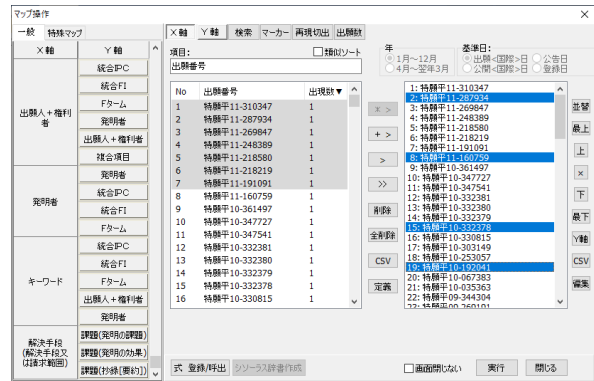 マップ操作
一般 特殊マップ
X 軸 Y 軸
出願人+権利者
統合IPC
統合FI
Fターム
発明者
出願人+権利者
複合項目
発明者
発明者
統合IPC
統合FI
Fターム
キーワード
統合IPC
統合FI
Fターム
出願人+権利者
発明者
解決手段
(解決手段又
は請求範囲)
課題(発明の課題)
課題(発明の効果)
課題(抄録[要約])
X 軸 Y 軸 検索 マーカー 再現切出 出願数
項目:
類似ソート
出願番号
年
1月~12月
4月~翌年3月
基準日:
出願<国際>日 公告日
公開<国際>日 登録日
No 出願番号 出現数▼
1 特願平11-310347 1
2 特願平11-287934 1
3 特願平11-269847 1
4 特願平11-248389 1
5 特願平11-218580 1
6 特願平11-218219 1
7 特願平11-191091 1
8 特願平11-160759 1
9 特願平10-361497 1
10 特願平10-347727 1
11 特願平10-347541 1
12 特願平10-332381 1
13 特願平10-332380 1
14 特願平10-332379 1
15 特願平10-332378 1
16 特願平10-330815 1
x >
+ >
>
>>
削除
全削除
CSV
定義
1: 特願平11-310347
2: 特願平11-287934
3: 特願平11-269847
4: 特願平11-248389
5: 特願平11-218580
6: 特願平11-218219
7: 特願平11-191091
8: 特願平11-160759
9: 特願平10-361497
10: 特願平10-347727
11: 特願平10-347541
12: 特願平10-332381
13: 特願平10-332380
14: 特願平10-332379
15: 特願平10-332378
16: 特願平10-330815
17: 特願平10-303149
18: 特願平10-253057
19: 特願平10-192041
20: 特願平10-067383
21: 特願平10-035363
22: 特願平09-344304
並替
最上
上
×
下
最下
Y軸
CSV
編集
式 登録/呼出 シソーラス辞書作成
画面閉じない 実行 閉じる